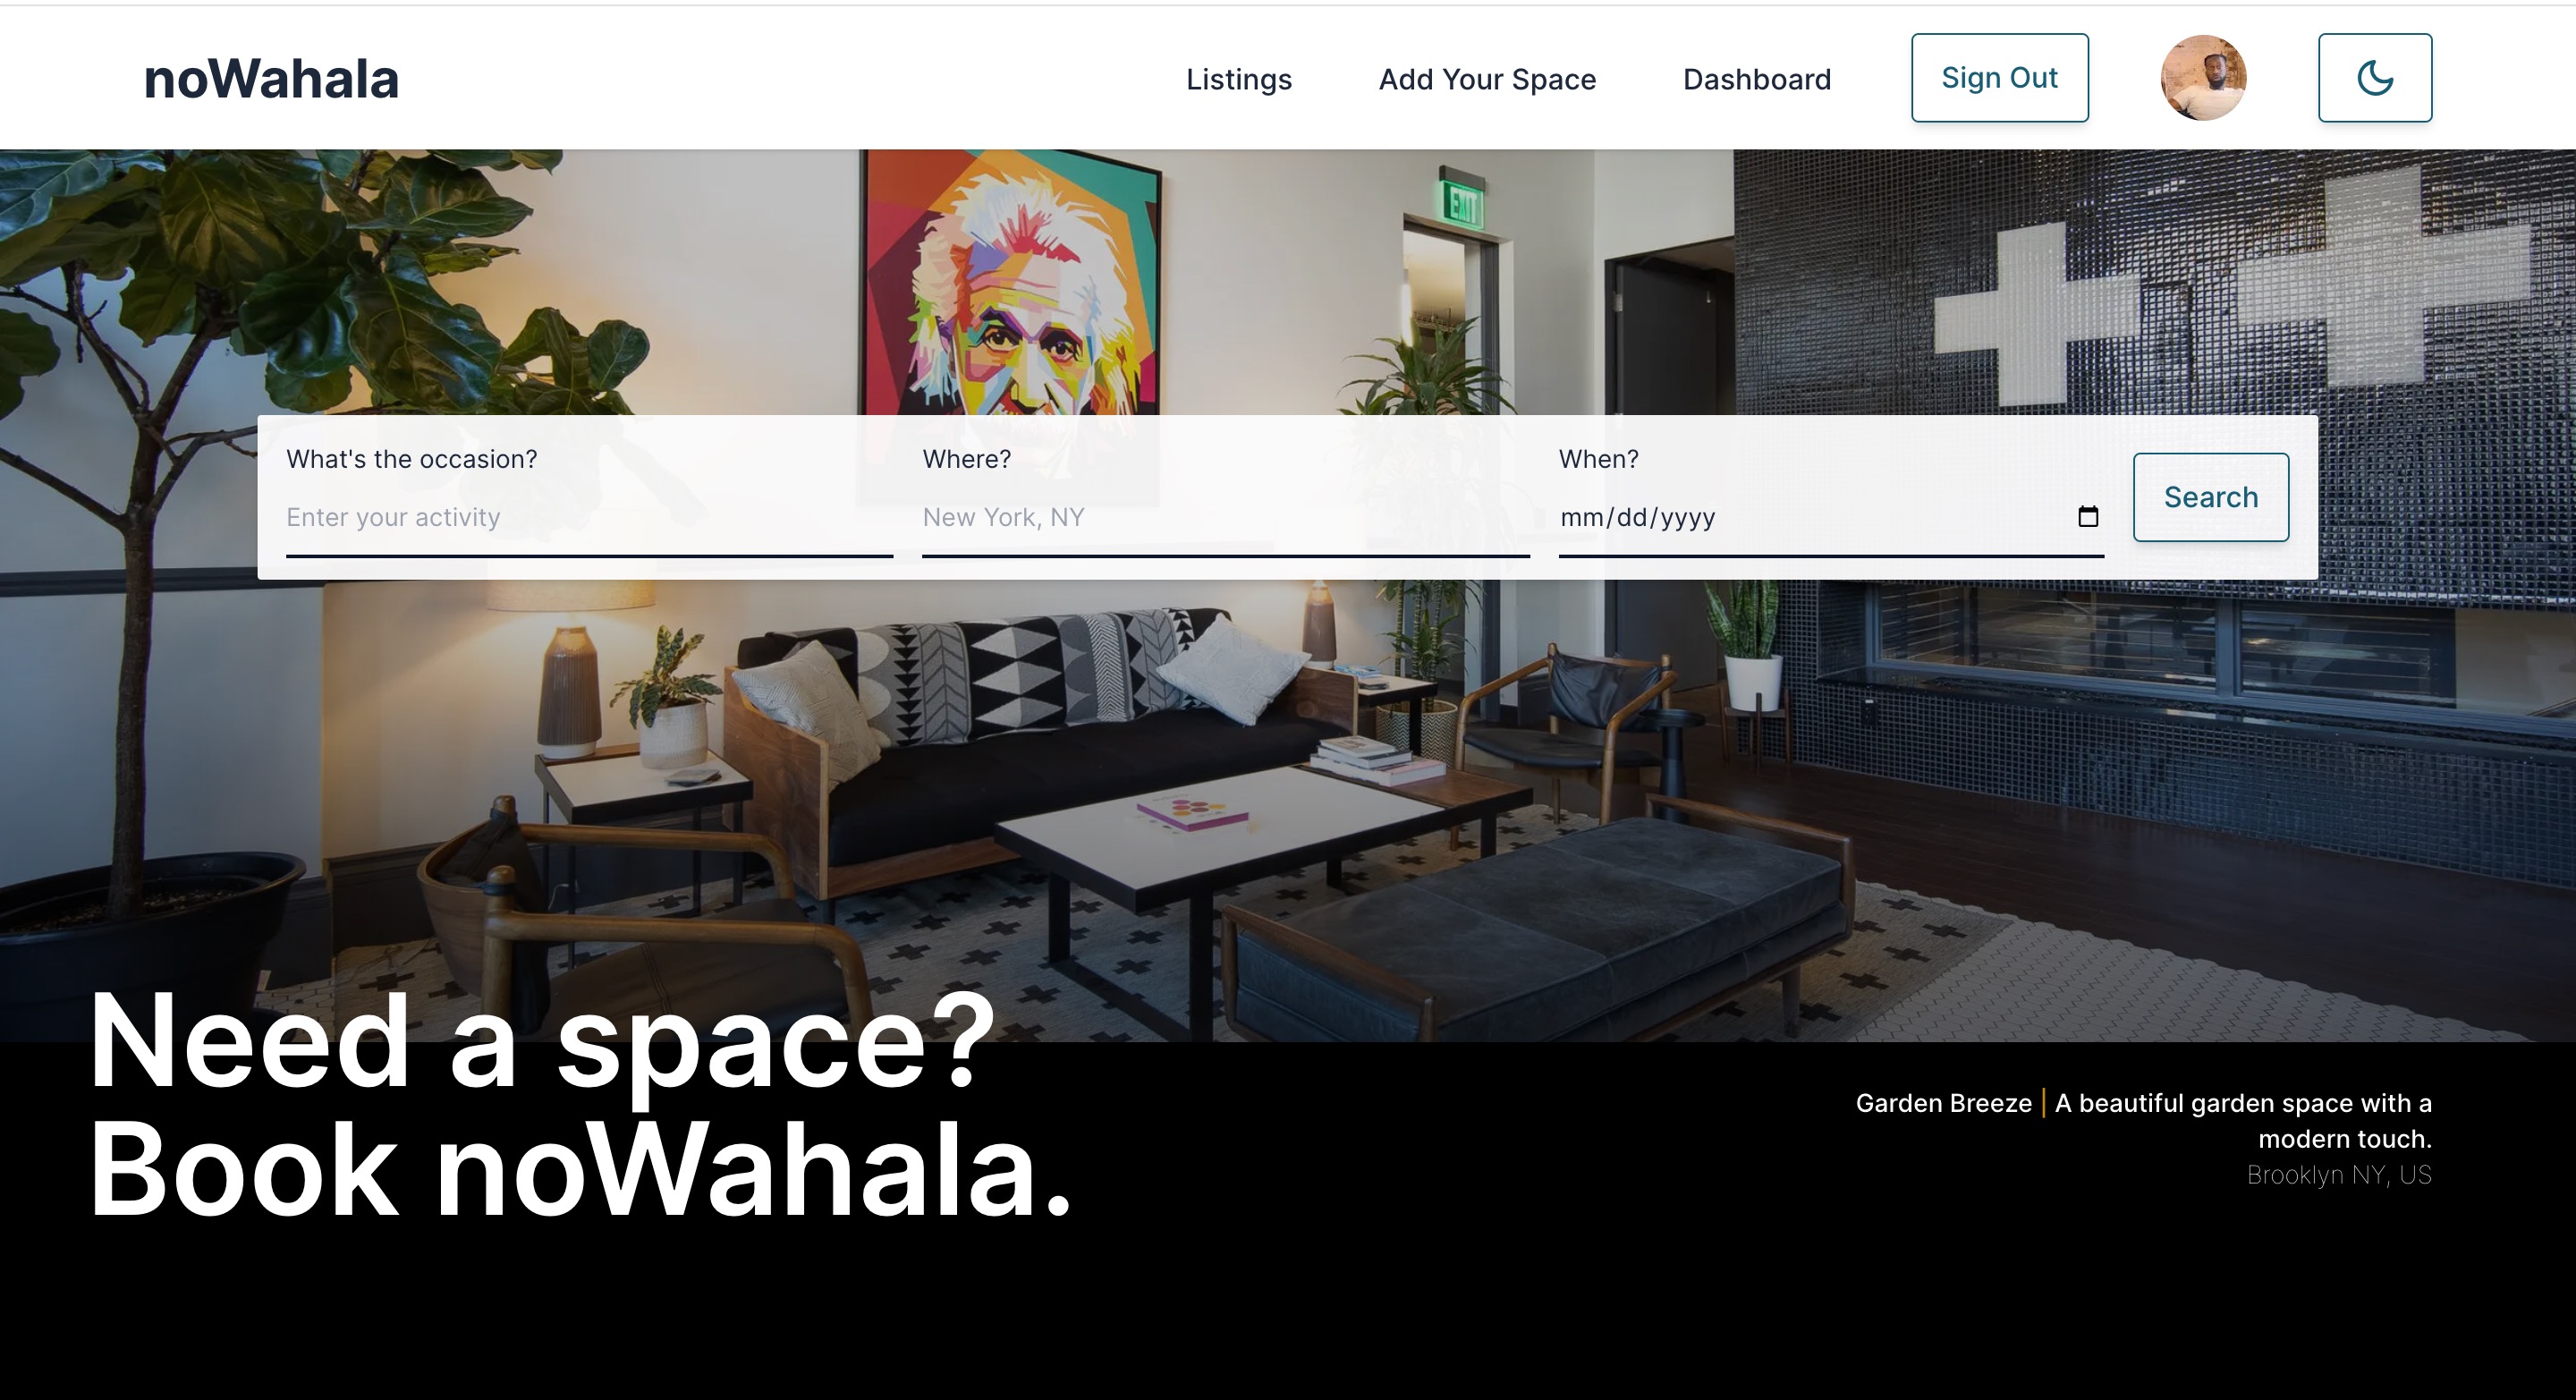 noWahala
Listings
Add Your Space
Dashboard
Sign Out
EXIT
What's the occasion?
Enter your activity
Where?
New York, NY
When?
mm/dd/yyyy
Search
Need a space?
Book noWahala.
Garden Breeze | A beautiful garden space with a
modern touch.
Brooklyn NY, US